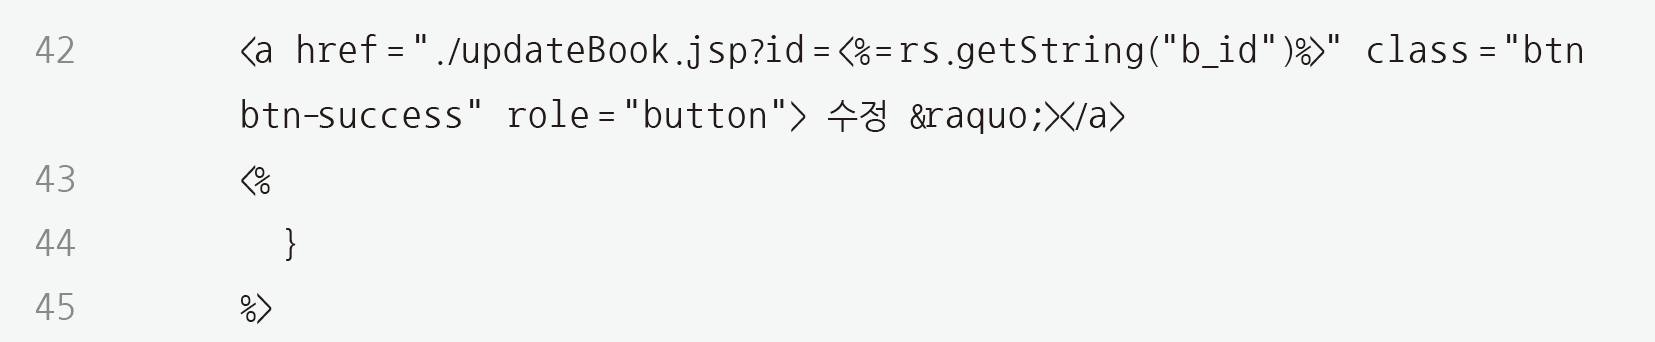 42 <a href="./updateBook.jsp?id=<%=rs.getString("b_id")%>" class="btn
btn-success" role="button"> 수정 &raquo;></a>
43 <%
44 }
45 %>